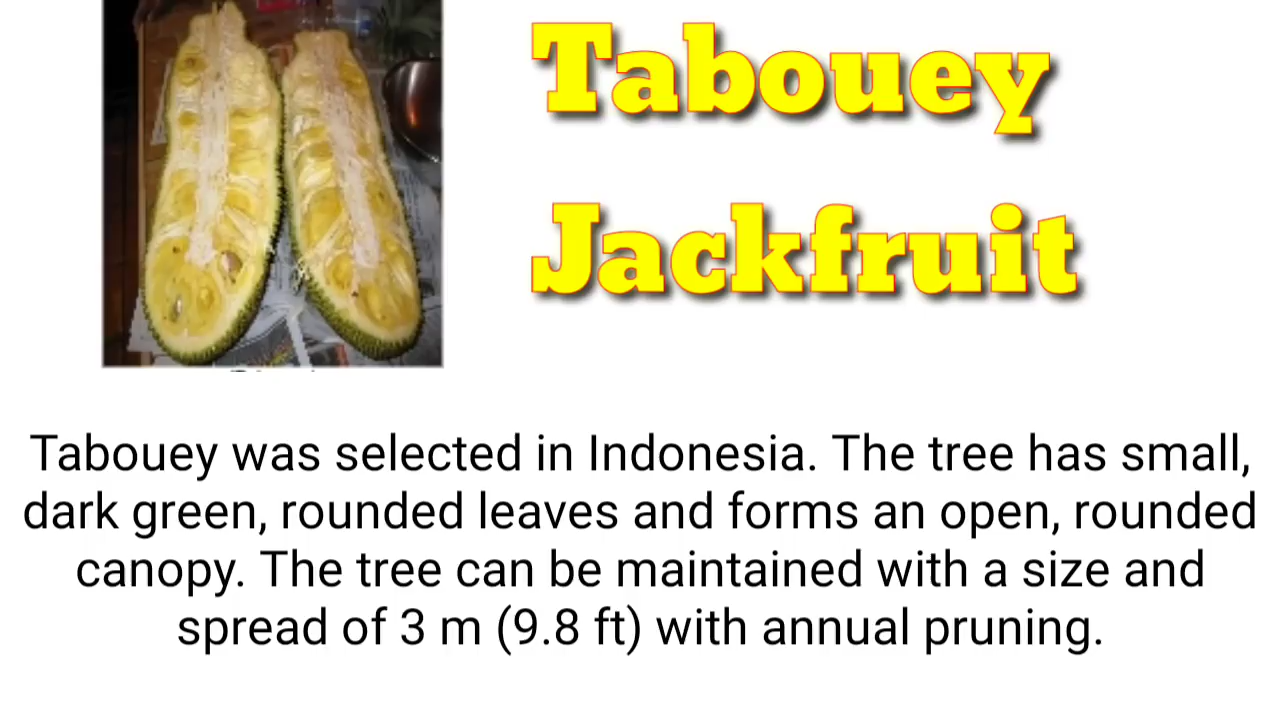 Tabouey
Jackfruit
Tabouey was selected in Indonesia. The tree has small,
dark green, rounded leaves and forms an open, rounded
canopy. The tree can be maintained with a size and
spread of 3 m (9.8 ft) with annual pruning.